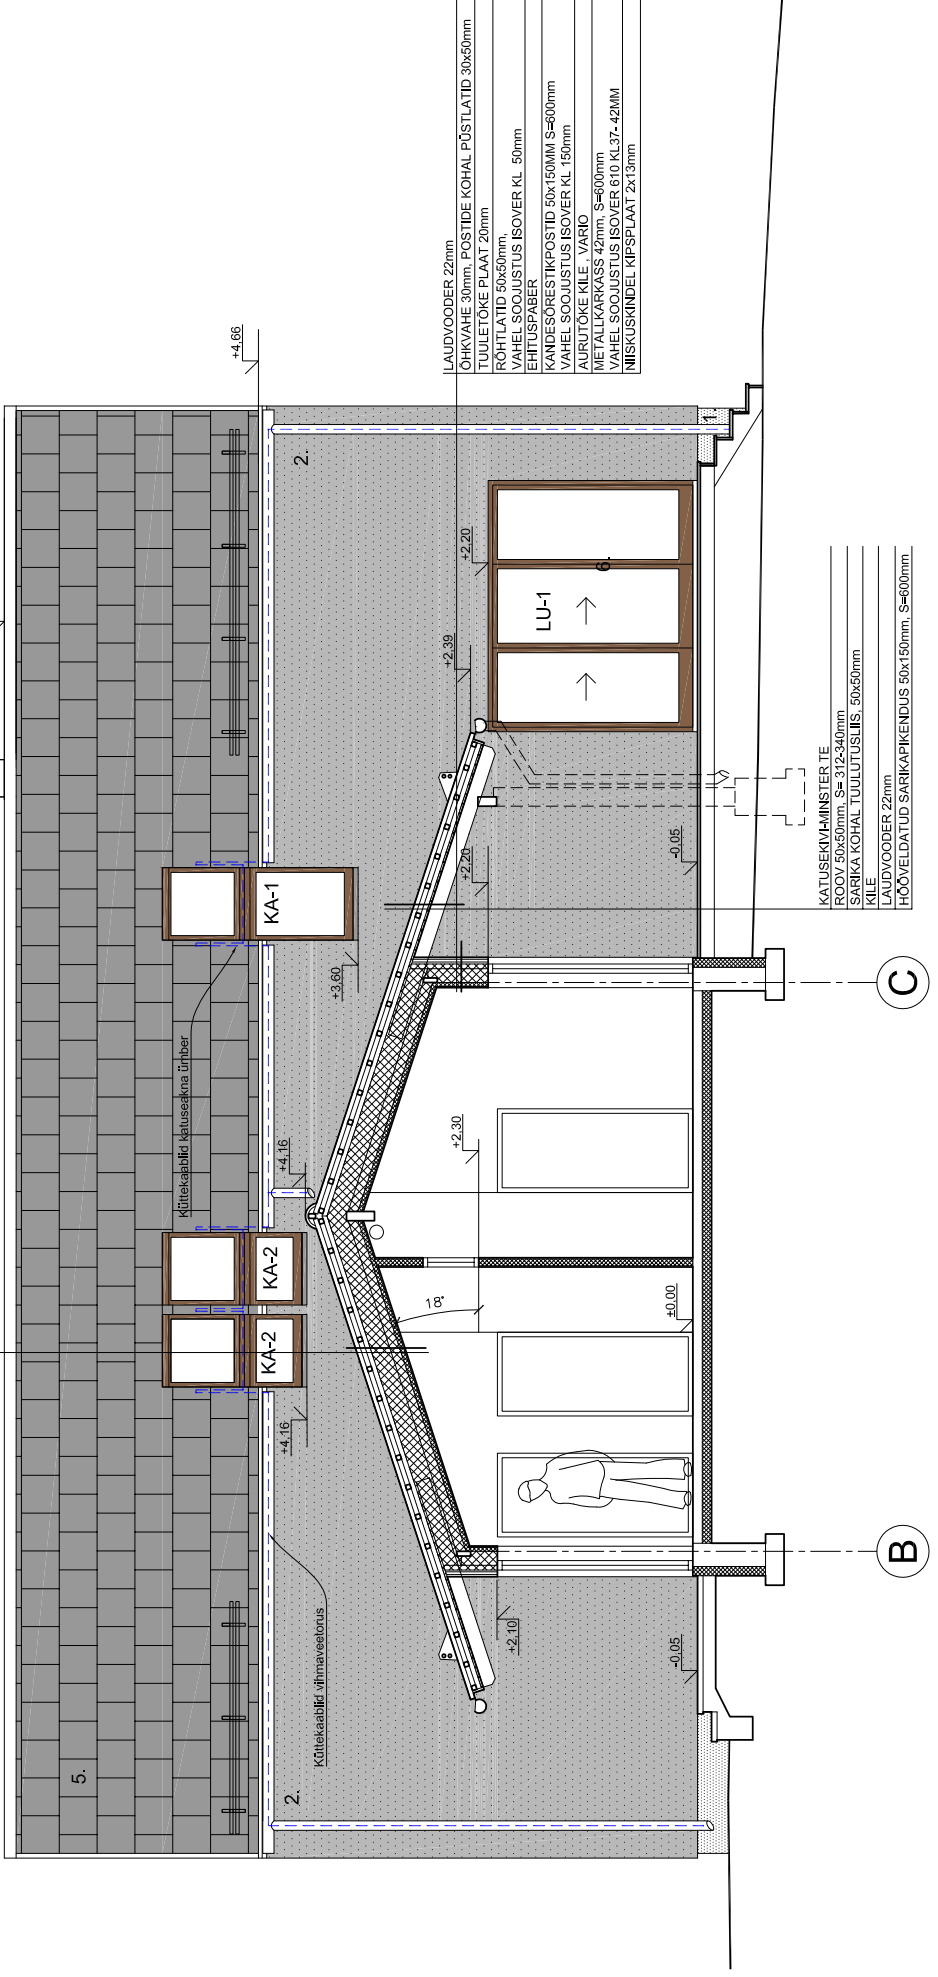 +4,66
LAUDVOODER 22mm
ÕHKVAHE 30mm, POSTIDE KOHAL PÜSTLATID 30x50mm
TUULETÕKE PLAAT 20mm
RÕHTLATID 50x50mm,
VAHEL SOOJUSTUS ISOVER KL 50mm
EHITUSPABER
KANDESÕRESTIKPOSTID 50x150MM S=600mm
VAHEL SOOJUSTUS ISOVER KL 150mm
AURUTÕKE KILE , VARIO
METALLKARKASS 42mm, S=600mm
VAHEL SOOJUSTUS ISOVER 610 KL37- 42MM
NIISKUSKINDEL KIPSPLAAT 2x13mm
2.
1
+2,20
LU-1
6.
+2,39
KA-1
+3,60
+2,20
-0,05
KATUSEKIVI-MINSTER TE
ROOV 50x50mm, S= 312-340mm
SARIKA KOHAL TUULUTUSLIIS, 50x50mm
KILE
LAUDVOODER 22mm
HÖÖVELDATUD SARIKAPIKENDUS 50x150mm, S=600mm
Küttekaablid katuseakna ümber
+4,16
+2,30
C
KA-2
KA-2
18°
±0,00
+4,16
+2,10
-0,05
B
Küttekaablid vihmaveetorus
5.
2.